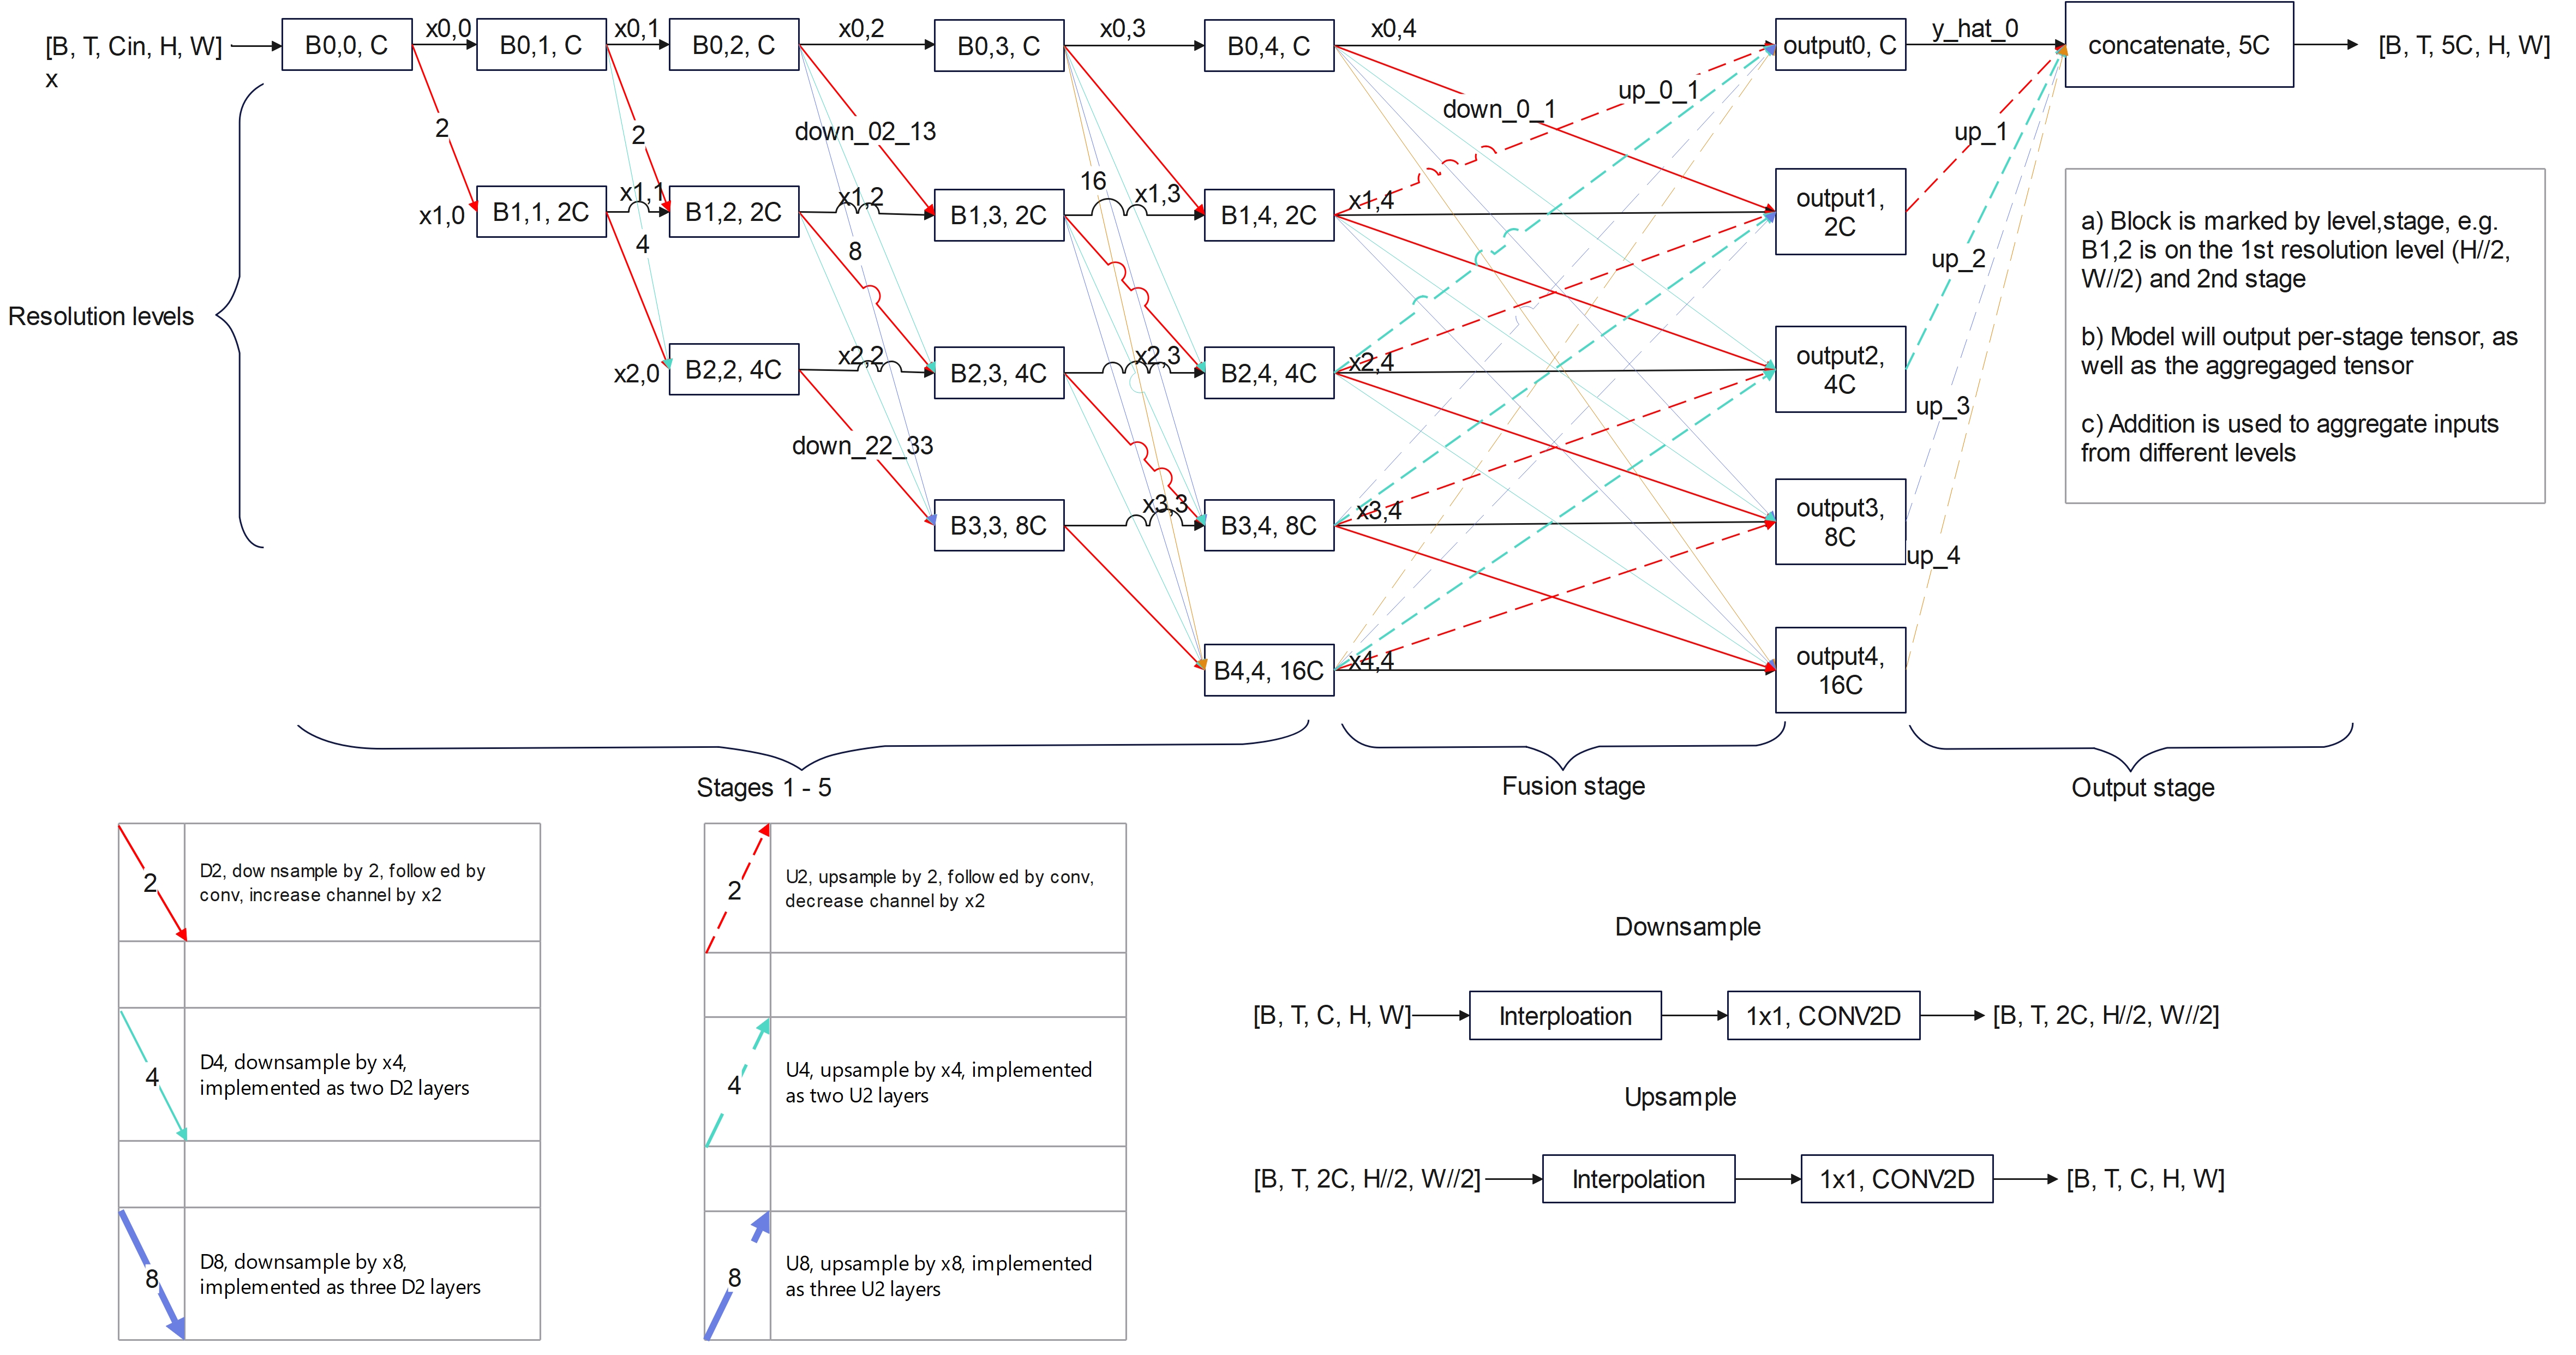 [B, T, Cin, H, W]
x
B0,0, C
x0,0
B0,1, C
x0,1
B0,2, C
x0,2
B0,3, C
x0,3
B0,4, C
x0,4
output0, C
y_hat_0
concatenate, 5C
[B, T, 5C, H, W]
up_0_1
down_0_1
2
2
down_02_13
up_1
16
x1,0
B1,1, 2C
x1,1
B1,2, 2C
x1,2
B1,3, 2C
x1,3
B1,4, 2C
x1,4
output1,
2C
4
8
up_2
a) Block is marked by level,stage, e.g.
B1,2 is on the 1st resolution level (H//2,
W//2) and 2nd stage
b) Model will output per-stage tensor, as
well as the aggregaged tensor
c) Addition is used to aggregate inputs
from different levels
Resolution levels
x2,0
B2,2, 4C
x2,2
B2,3, 4C
x2,3
B2,4, 4C
x2,4
output2,
4C
up_3
down_22_33
B3,3, 8C
x3,3
B3,4, 8C
x3,4
output3,
8C
up_4
B4,4, 16C
x4,4
output4,
16C
Stages 1 - 5
Fusion stage
Output stage
2
D2, downsample by 2, followed by
conv, increase channel by x2
4
D4, downsample by x4,
implemented as two D2 layers
8
D8, downsample by x8,
implemented as three D2 layers
2
U2, upsample by 2, followed by conv,
decrease channel by x2
4
U4, upsample by x4, implemented
as two U2 layers
8
U8, upsample by x8, implemented
as three U2 layers
Downsample
[B, T, C, H, W]
Interploation
1x1, CONV2D
[B, T, 2C, H//2, W//2]
Upsample
[B, T, 2C, H//2, W//2]
Interpolation
1x1, CONV2D
[B, T, C, H, W]